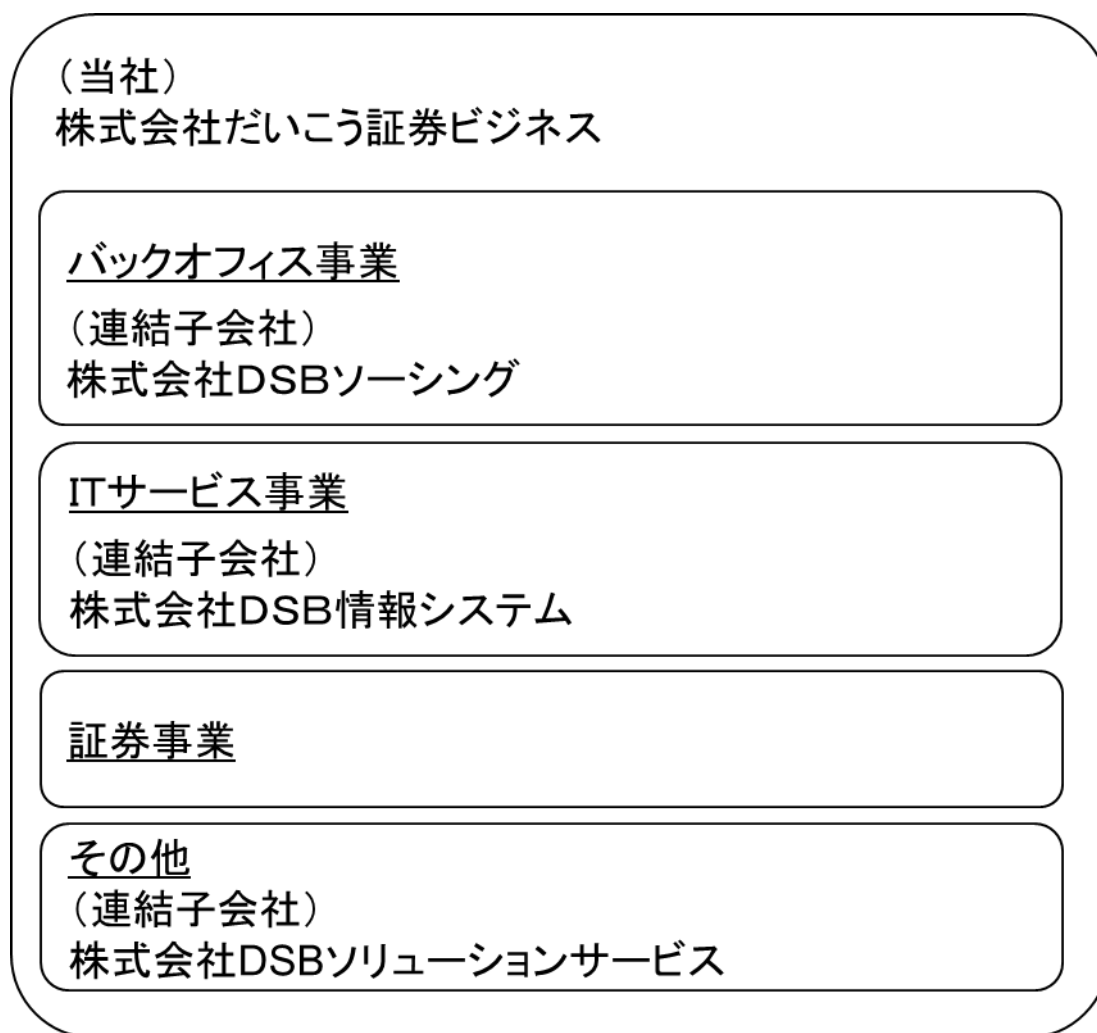 （当社）
株式会社だいこう証券ビジネス
バックオフィス事業
（連結子会社）
株式会社ＤＳＢソーシング
ITサービス事業
（連結子会社）
株式会社ＤＳＢ情報システム
証券事業
その他
（連結子会社）
株式会社DSBソリューションサービス